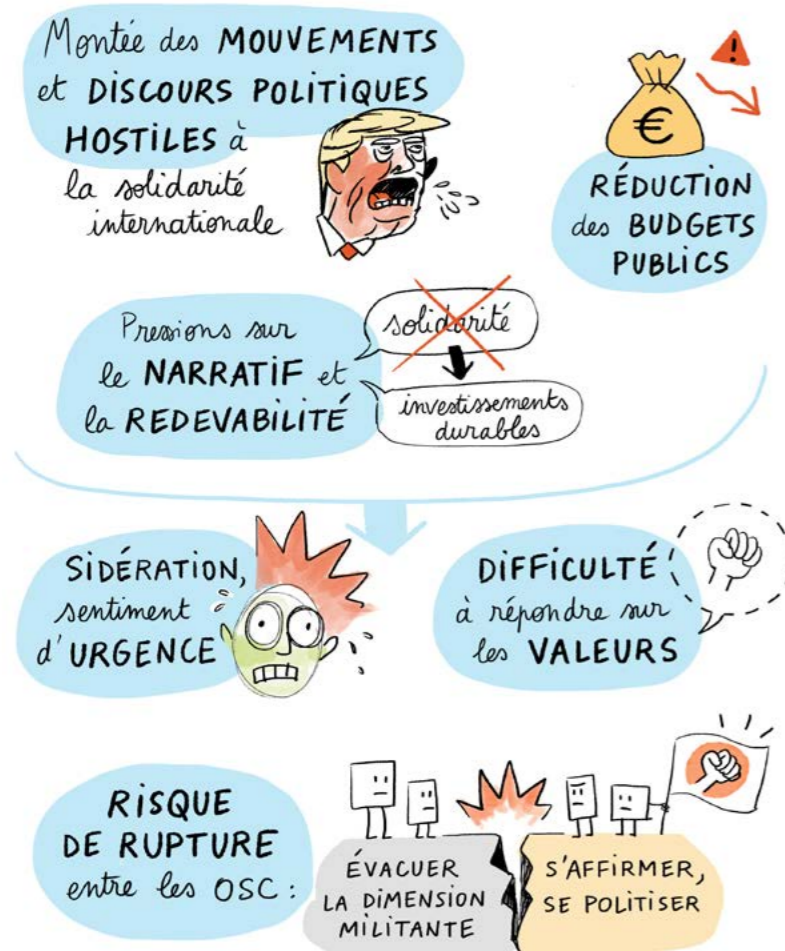 Montée des MOUVEMENTS
et DISCOURS POLITIQUES
HOSTILES à
la solidarité
internationale
€
RÉDUCTION
des BUDGETS
PUBLICS
Pressions sur
le NARRATIF et
la REDEVABILITÉ
solidarité
investissements
durables
SIDÉRATION,
sentiment
d'URGENCE
DIFFICULTÉ
à répondre sur
les VALEURS
RISQUE
DE RUPTURE
entre les OSC :
ÉVACUER
LA DIMENSION
MILITANTE
S'AFFIRMER,
SE POLITISER